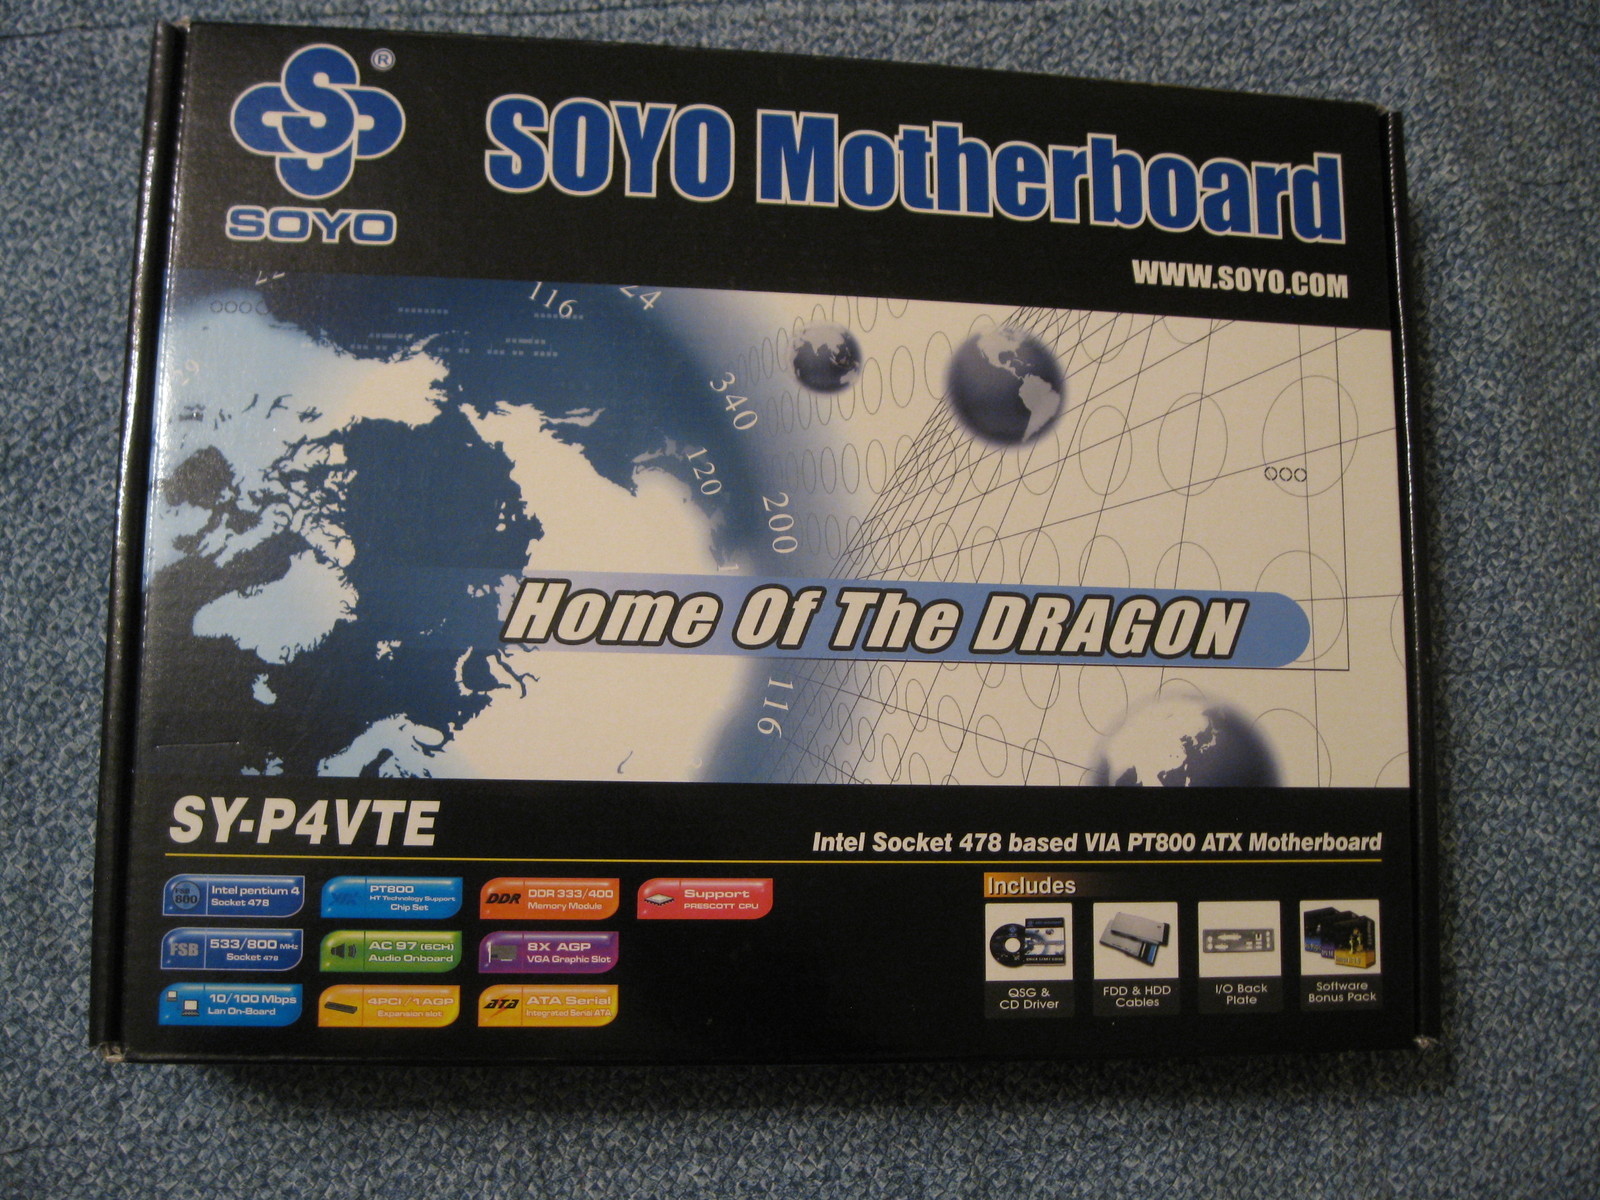 ®
SOYO
SOYO Motherboard
WWW.SOYO.COM
116
24
340
120
200
Home Of The DRAGON
116
SY-P4VTE
Intel Socket 478 based VIA PT800 ATX Motherboard
800
Intel pentium 4
Socket 478
PT800
HT Technology Support
Chip Set
DDR
DDR 333/400
Memory Module
Support
PRESCOTT CPU
FSB
533/800 MHz
Socket 478
AC 97 (6CH)
Audio Onboard
8X AGP
VGA Graphic Slot
10/100 Mbps
Lan On-Board
4PCI / 1AGP
Expansion slot
ATA
ATA Serial
Integrated Serial ATA
Includes
QSG &
CD Driver
FDD & HDD
Cables
I/O Back
Plate
Software
Bonus Pack